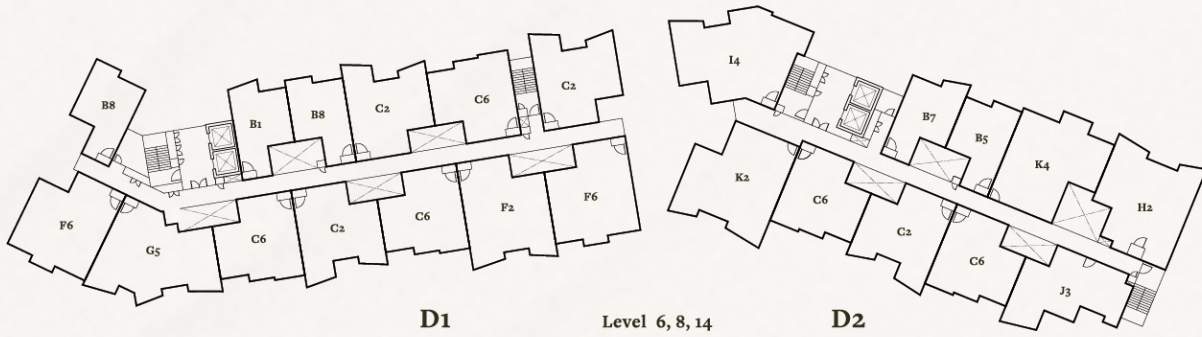 I4
B8
B1
B8
C2
C6
C2
B7
B5
K4
H2
F6
G5
C6
C2
C6
F2
F6
K2
C6
C2
C6
J3
D1
Level 6, 8, 14
D2